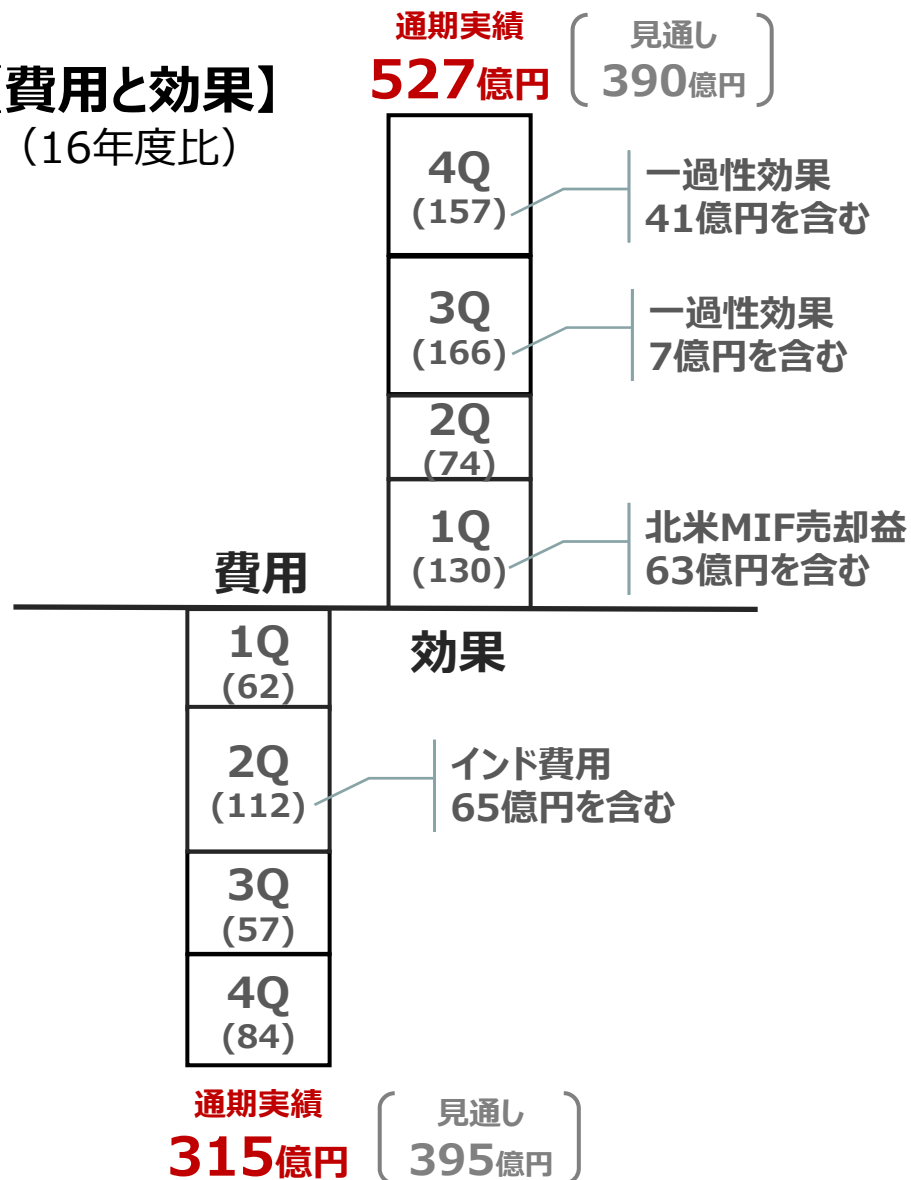 【費用と効果】
（16年度比）
通期実績
527億円
見通し
390億円
4Q
(157)
一過性効果
41億円を含む
3Q
(166)
一過性効果
7億円を含む
2Q
(74)
1Q
(130)
北米MIF売却益
63億円を含む
費用
効果
1Q
(62)
2Q
(112)
インド費用
65億円を含む
3Q
(57)
4Q
(84)
通期実績
315億円
見通し
395億円